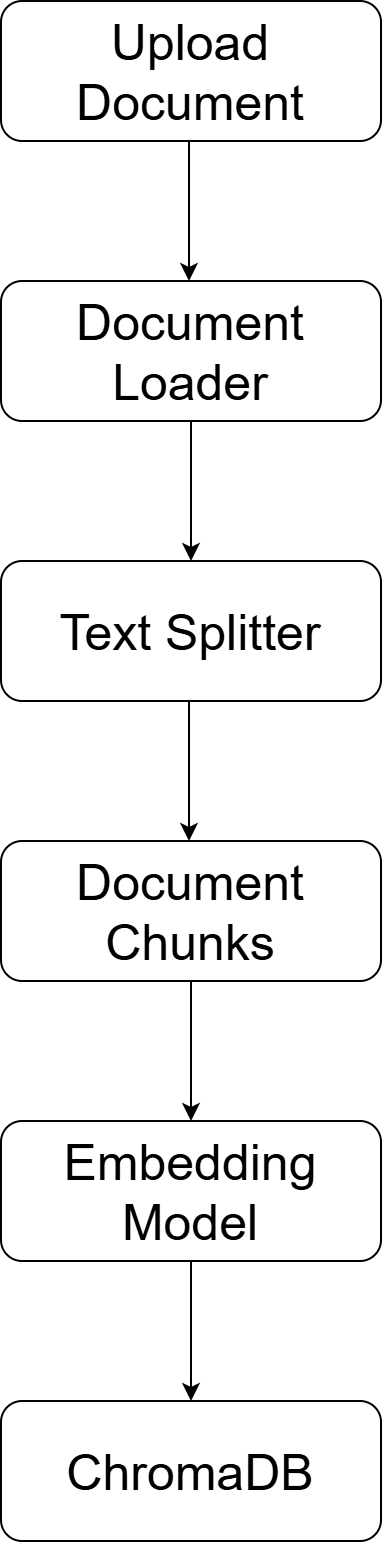 Upload
Document
Document
Loader
Text Splitter
Document
Chunks
Embedding
Model
ChromaDB